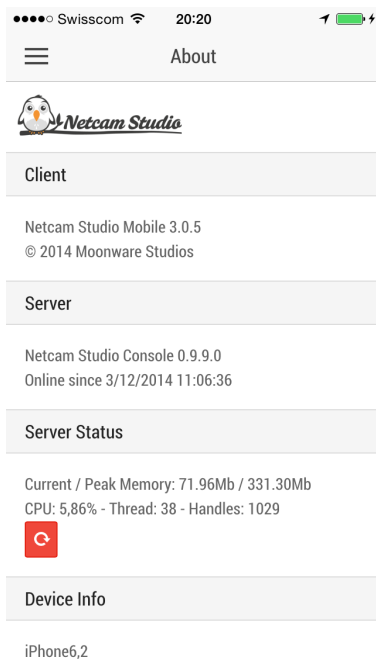 Swisscom 20:20
About
Netcam Studio
Client
Netcam Studio Mobile 3.0.5
© 2014 Moonware Studios
Server
Netcam Studio Console 0.9.9.0
Online since 3/12/2014 11:06:36
Server Status
Current / Peak Memory: 71.96Mb / 331.30Mb
CPU: 5,86% - Thread: 38 - Handles: 1029
Device Info
iPhone6,2